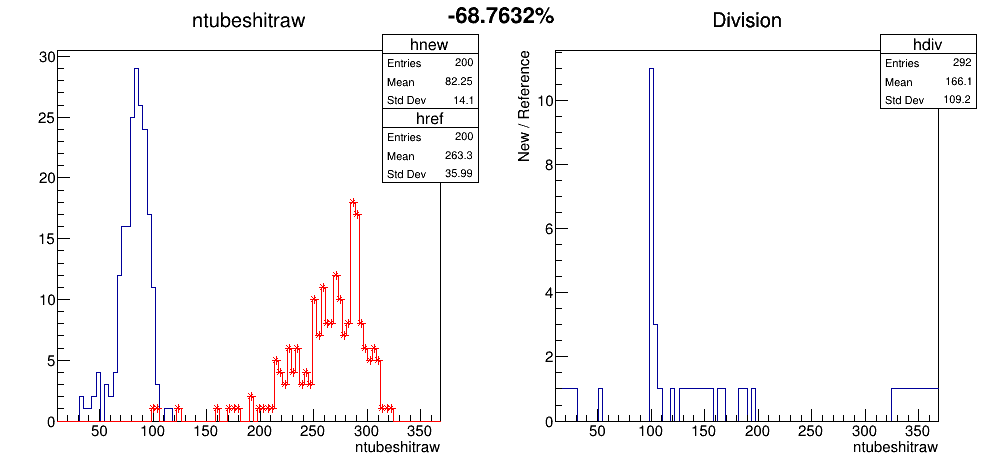 -68.7632%
ntubeshitraw
hnew
Entries 200
Mean 82.25
Std Dev 14.1
href
Entries 200
Mean 263.3
Std Dev 35.99
30
25
20
15
10
5
0
50 100 150 200 250 300 350
ntubeshitraw
Division
hdiv
Entries 292
Mean 166.1
Std Dev 109.2
New / Reference
10
8
6
4
2
0
50 100 150 200 250 300 350
ntubeshitraw